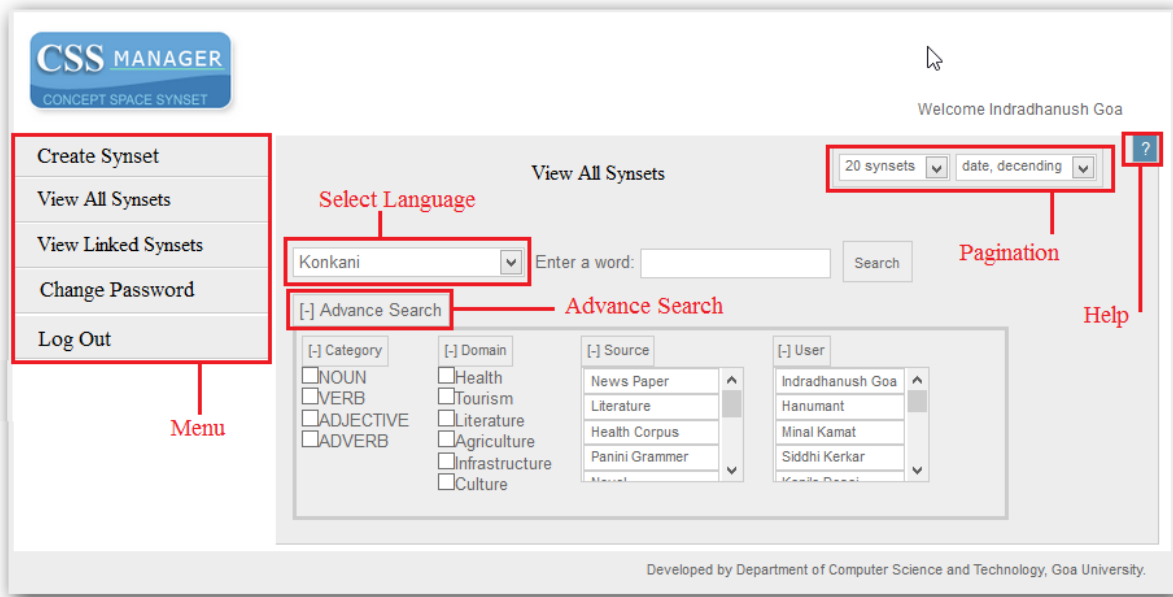 CSS MANAGER
CONCEPT SPACE SYNSET
Welcome Indradhanush Goa
Create Synset
View All Synsets
View Linked Synsets
Change Password
Log Out
Menu
View All Synsets
20 synsets
date, decending
?
Pagination
Help
Select Language
Konkani
Enter a word:
Search
[-] Advance Search
Advance Search
[-] Category
NOUN
VERB
ADJECTIVE
ADVERB
[-] Domain
Health
Tourism
Literature
Agriculture
Infrastructure
Culture
[-] Source
News Paper
Literature
Health Corpus
Panini Grammer
[-] User
Indradhanush Goa
Hanumant
Minal Kamat
Siddhi Kerkar
Developed by Department of Computer Science and Technology, Goa University.